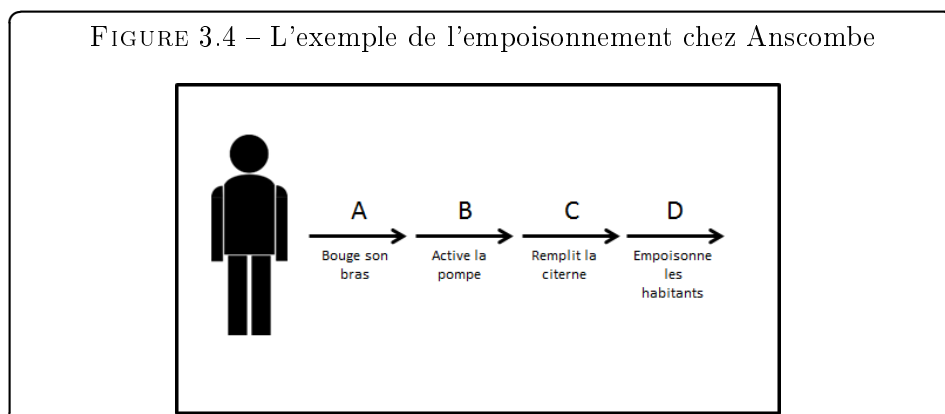 FIGURE 3.4 – L'exemple de l'empoisonnement chez Anscombe
A B C D
Bouge son bras
Active la pompe
Remplit la citerne
Empoisonne les habitants